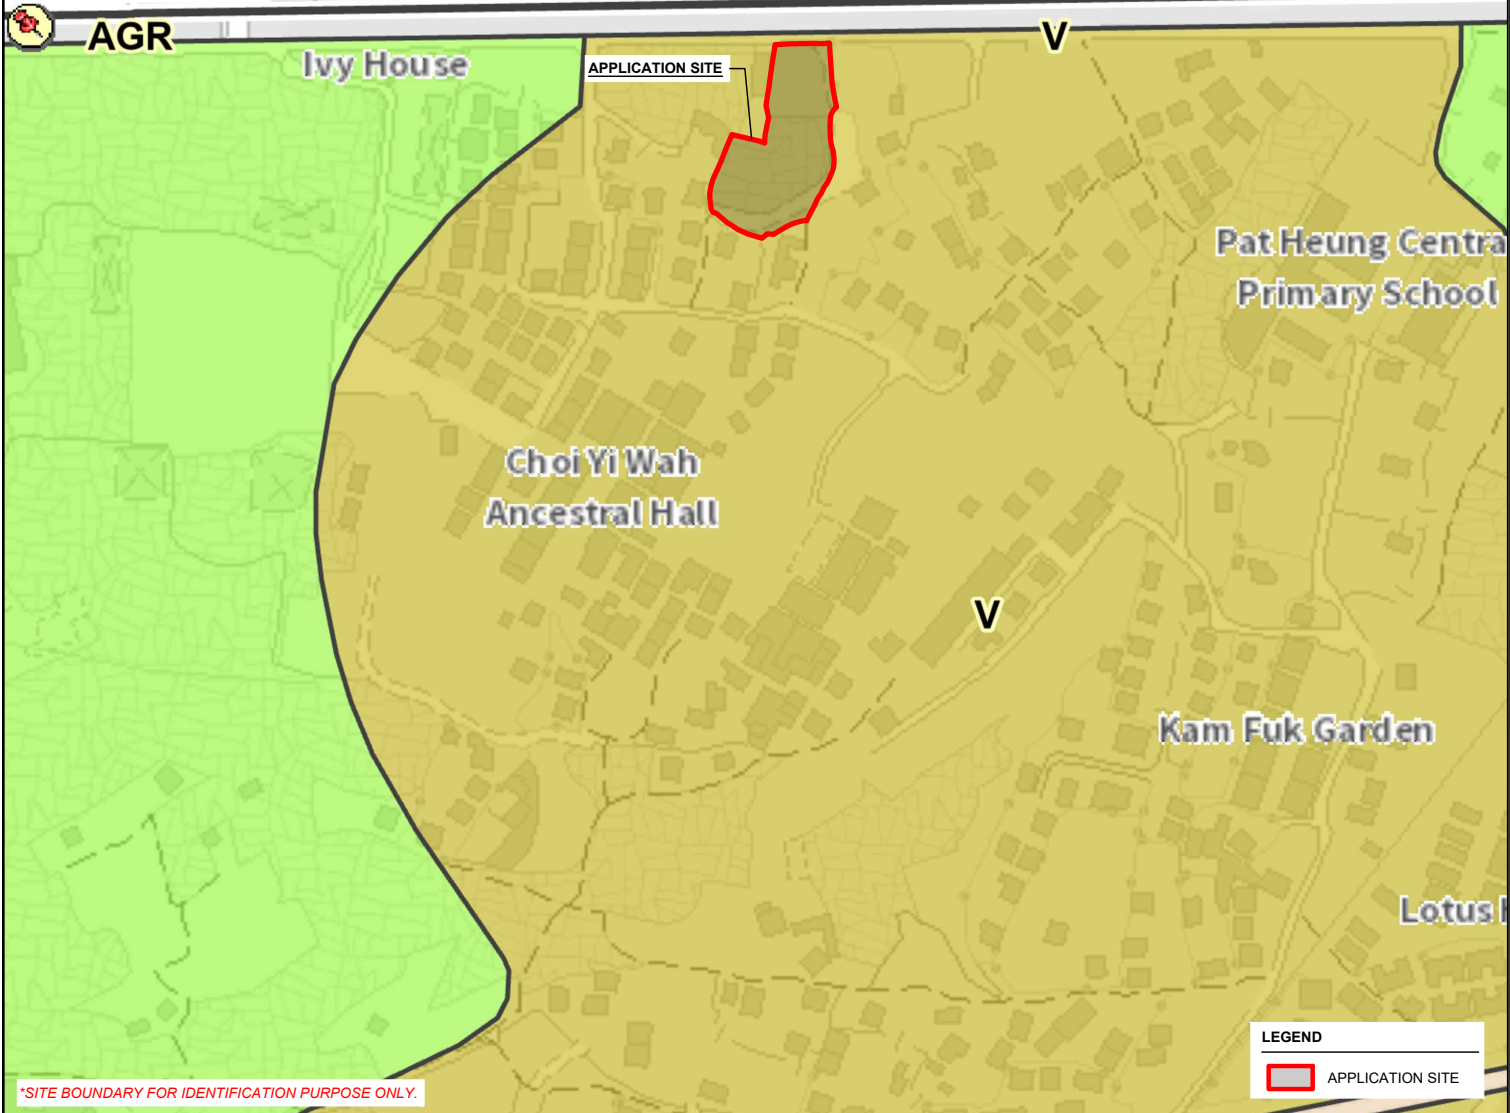 AGR
V
Ivy House
APPLICATION SITE
Pat Heung Centra
Primary School
Choi Yi Wah
Ancestral Hall
V
Kam Fuk Garden
Lotus
LEGEND
APPLICATION SITE
*SITE BOUNDARY FOR IDENTIFICATION PURPOSE ONLY.